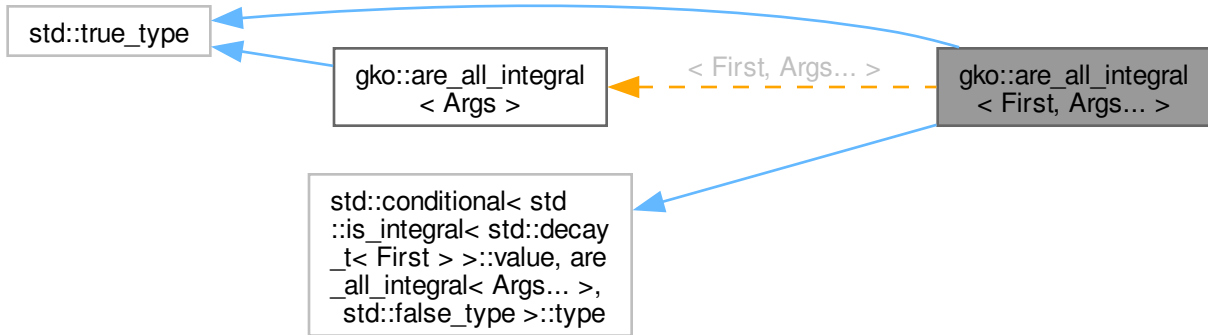 std::true_type
gko::are_all_integral
< Args >
< First, Args... >
gko::are_all_integral
< First, Args... >
std::conditional< std
::is_integral< std::decay
_t< First > >::value, are
_all_integral< Args... >,
std::false_type >::type